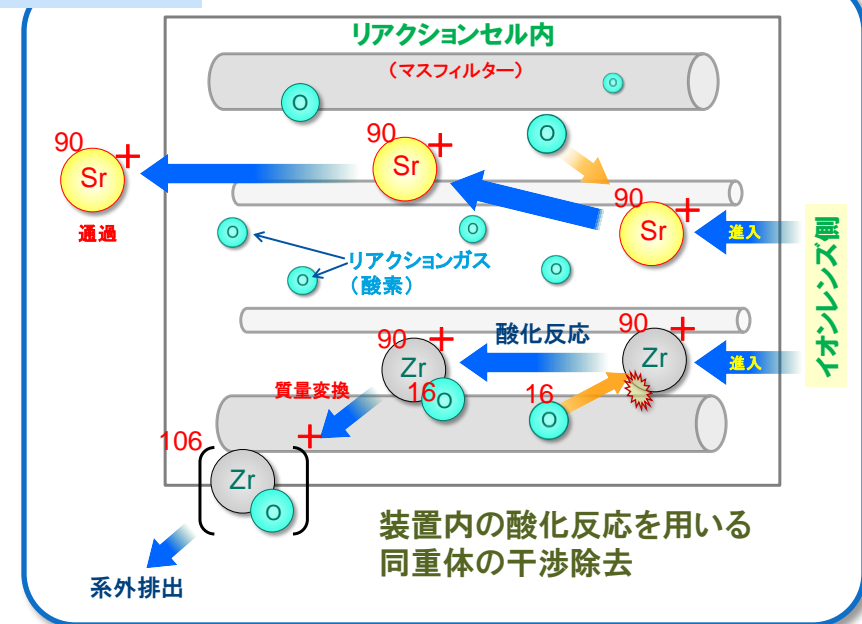 リアクションセル内
（マスフィルター）
O
O
O
90
Sr
+
通過
90
Sr
+
90
Sr
+
進入
イオンレンズ側
O
O
O
O
リアクションガス
（酸素）
酸化反応
90
Zr
+
進入
90
Zr
+
16
O
16
O
質量変換
106
+
Zr
O
系外排出
装置内の酸化反応を用いる
同重体の干渉除去